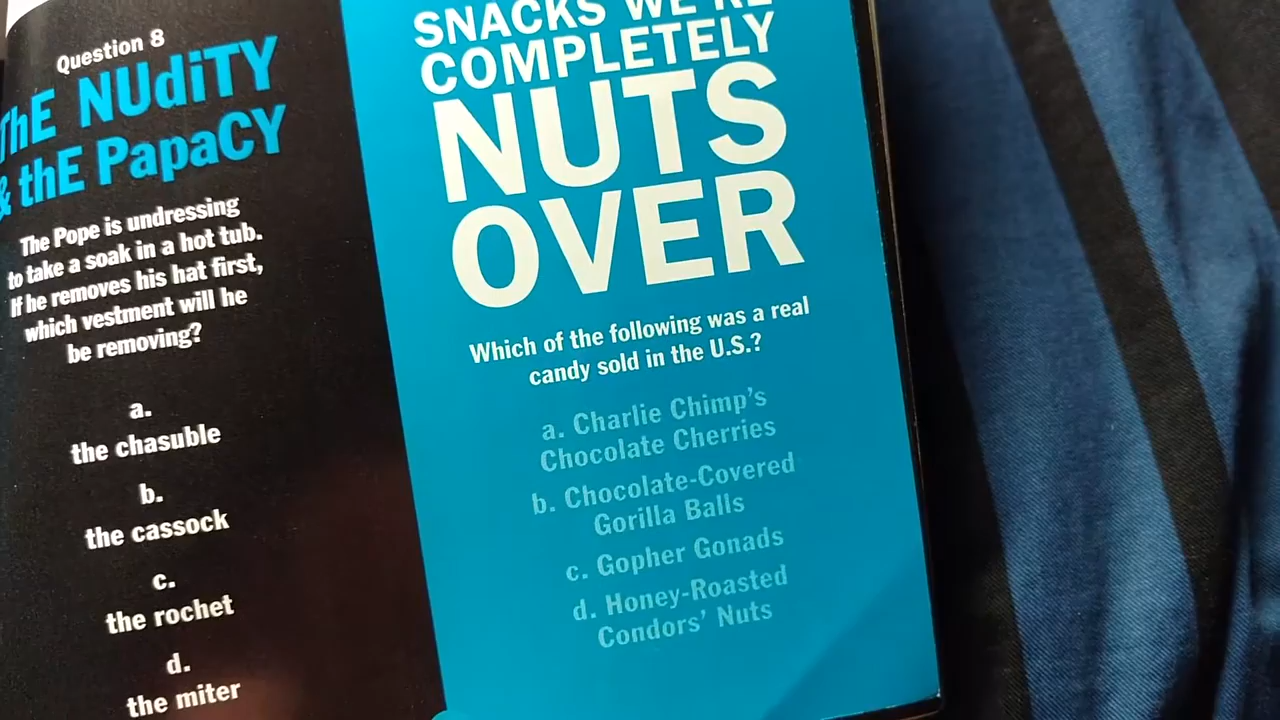 Question 8
ThE NUdiTY
& thE PapaCY
The Pope is undressing
to take a soak in a hot tub.
If he removes his hat first,
which vestment will he
be removing?
a.
the chasuble
b.
the cassock
c.
the rochet
d.
the miter
SNACKS WE'RE
COMPLETELY
NUTS
OVER
Which of the following was a real
candy sold in the U.S.?
a. Charlie Chimp's
Chocolate Cherries
b. Chocolate-Covered
Gorilla Balls
c. Gopher Gonads
d. Honey-Roasted
Condors' Nuts